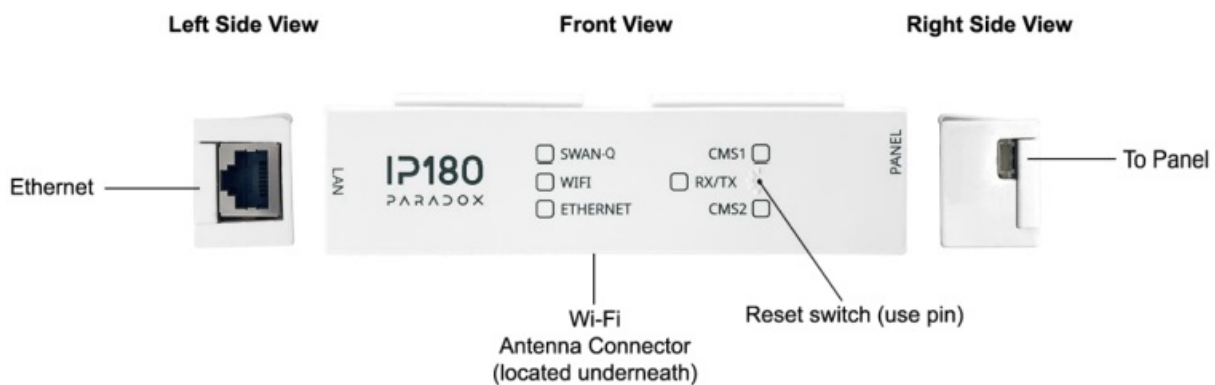 Left Side View
Front View
Right Side View
Ethernet
LAN
IP180
PARADOX
SWAN-Q
WIFI
ETHERNET
CMS1
RX/TX
CMS2
PANEL
To Panel
Wi-Fi
Antenna Connector
(located underneath)
Reset switch (use pin)